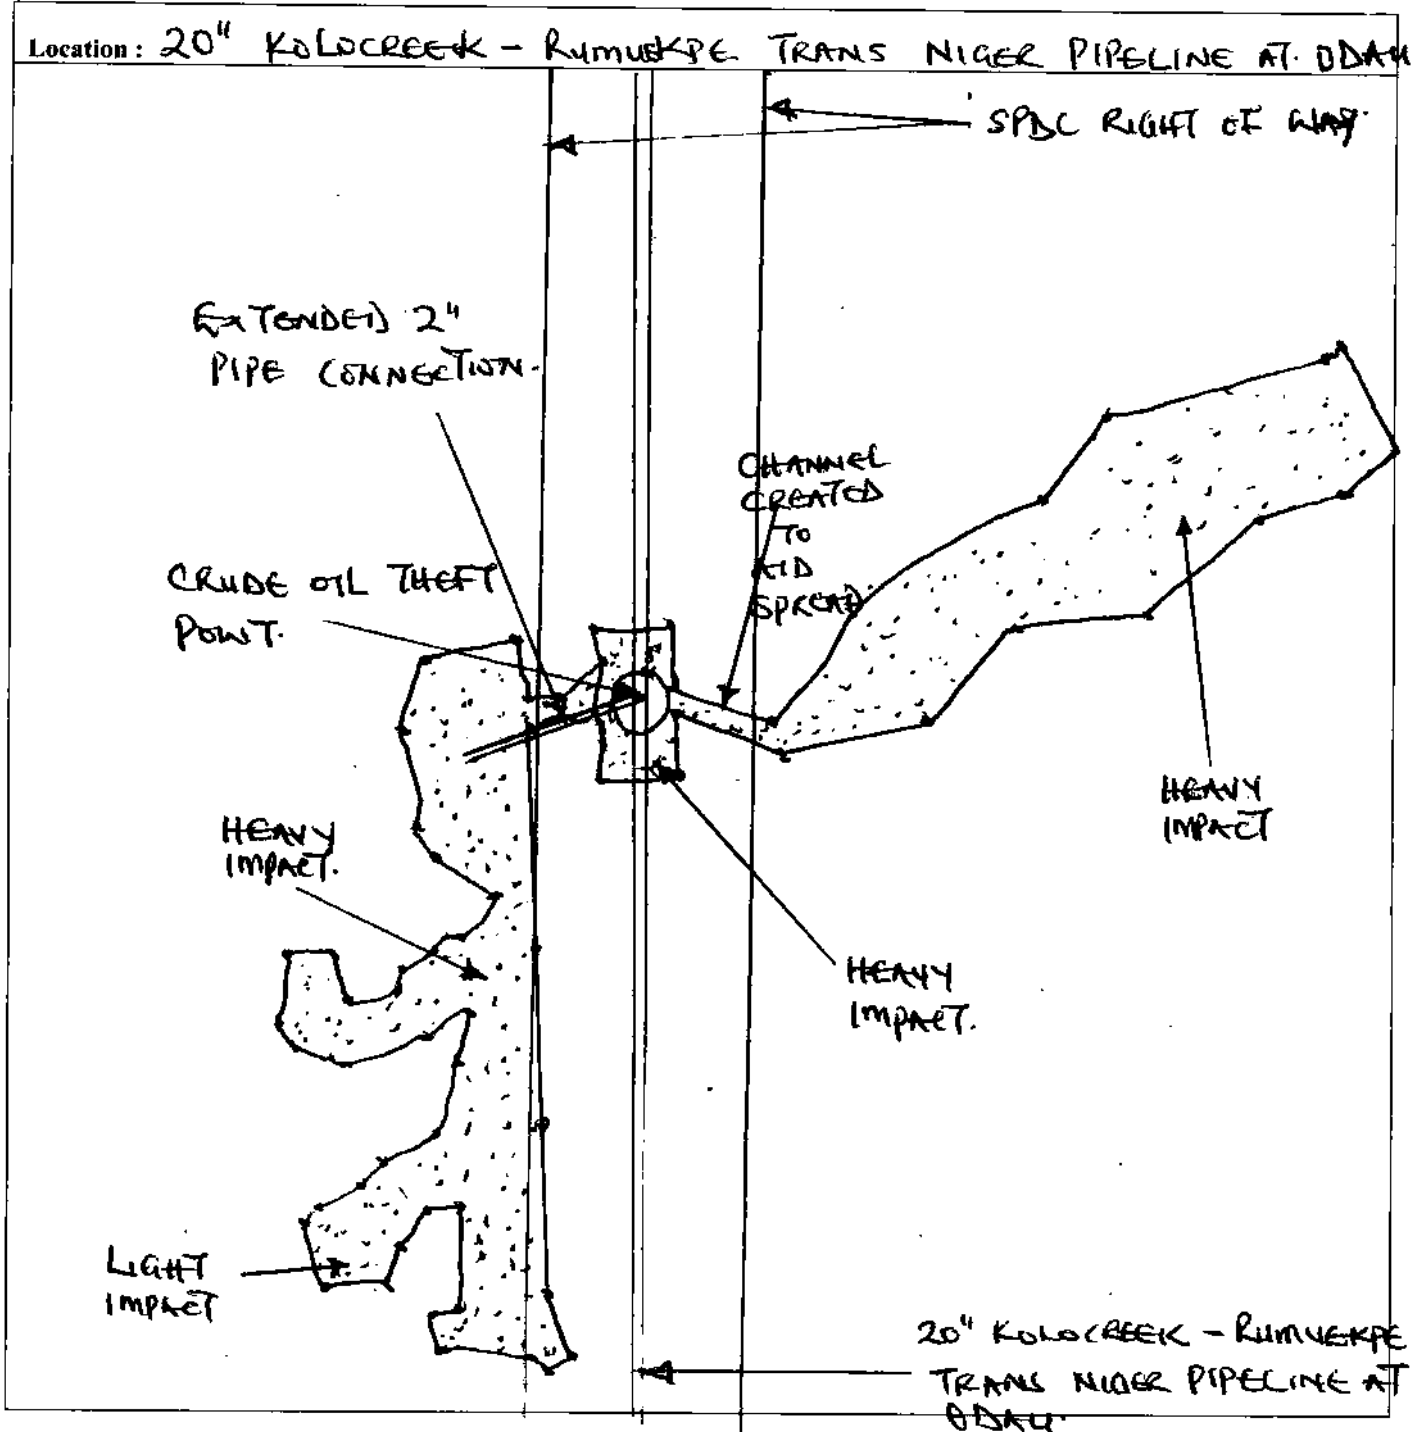 Location : 20" KOLOCREEK - RUMUEKPE TRANS NIGER PIPELINE AT. ODAU
SPDC RIGHT OF WAY.
EXTENDED 2"
PIPE CONNECTION.
CHANNEL
CREATED
TO
AID
SPREAD
CRUDE OIL THEFT
POINT.
HEAVY
IMPACT
HEAVY
IMPACT.
HEAVY
IMPACT.
LIGHT
IMPACT
20" KOLOCREEK - RUMUEKPE
TRANS NIGER PIPELINE AT
ODAU.